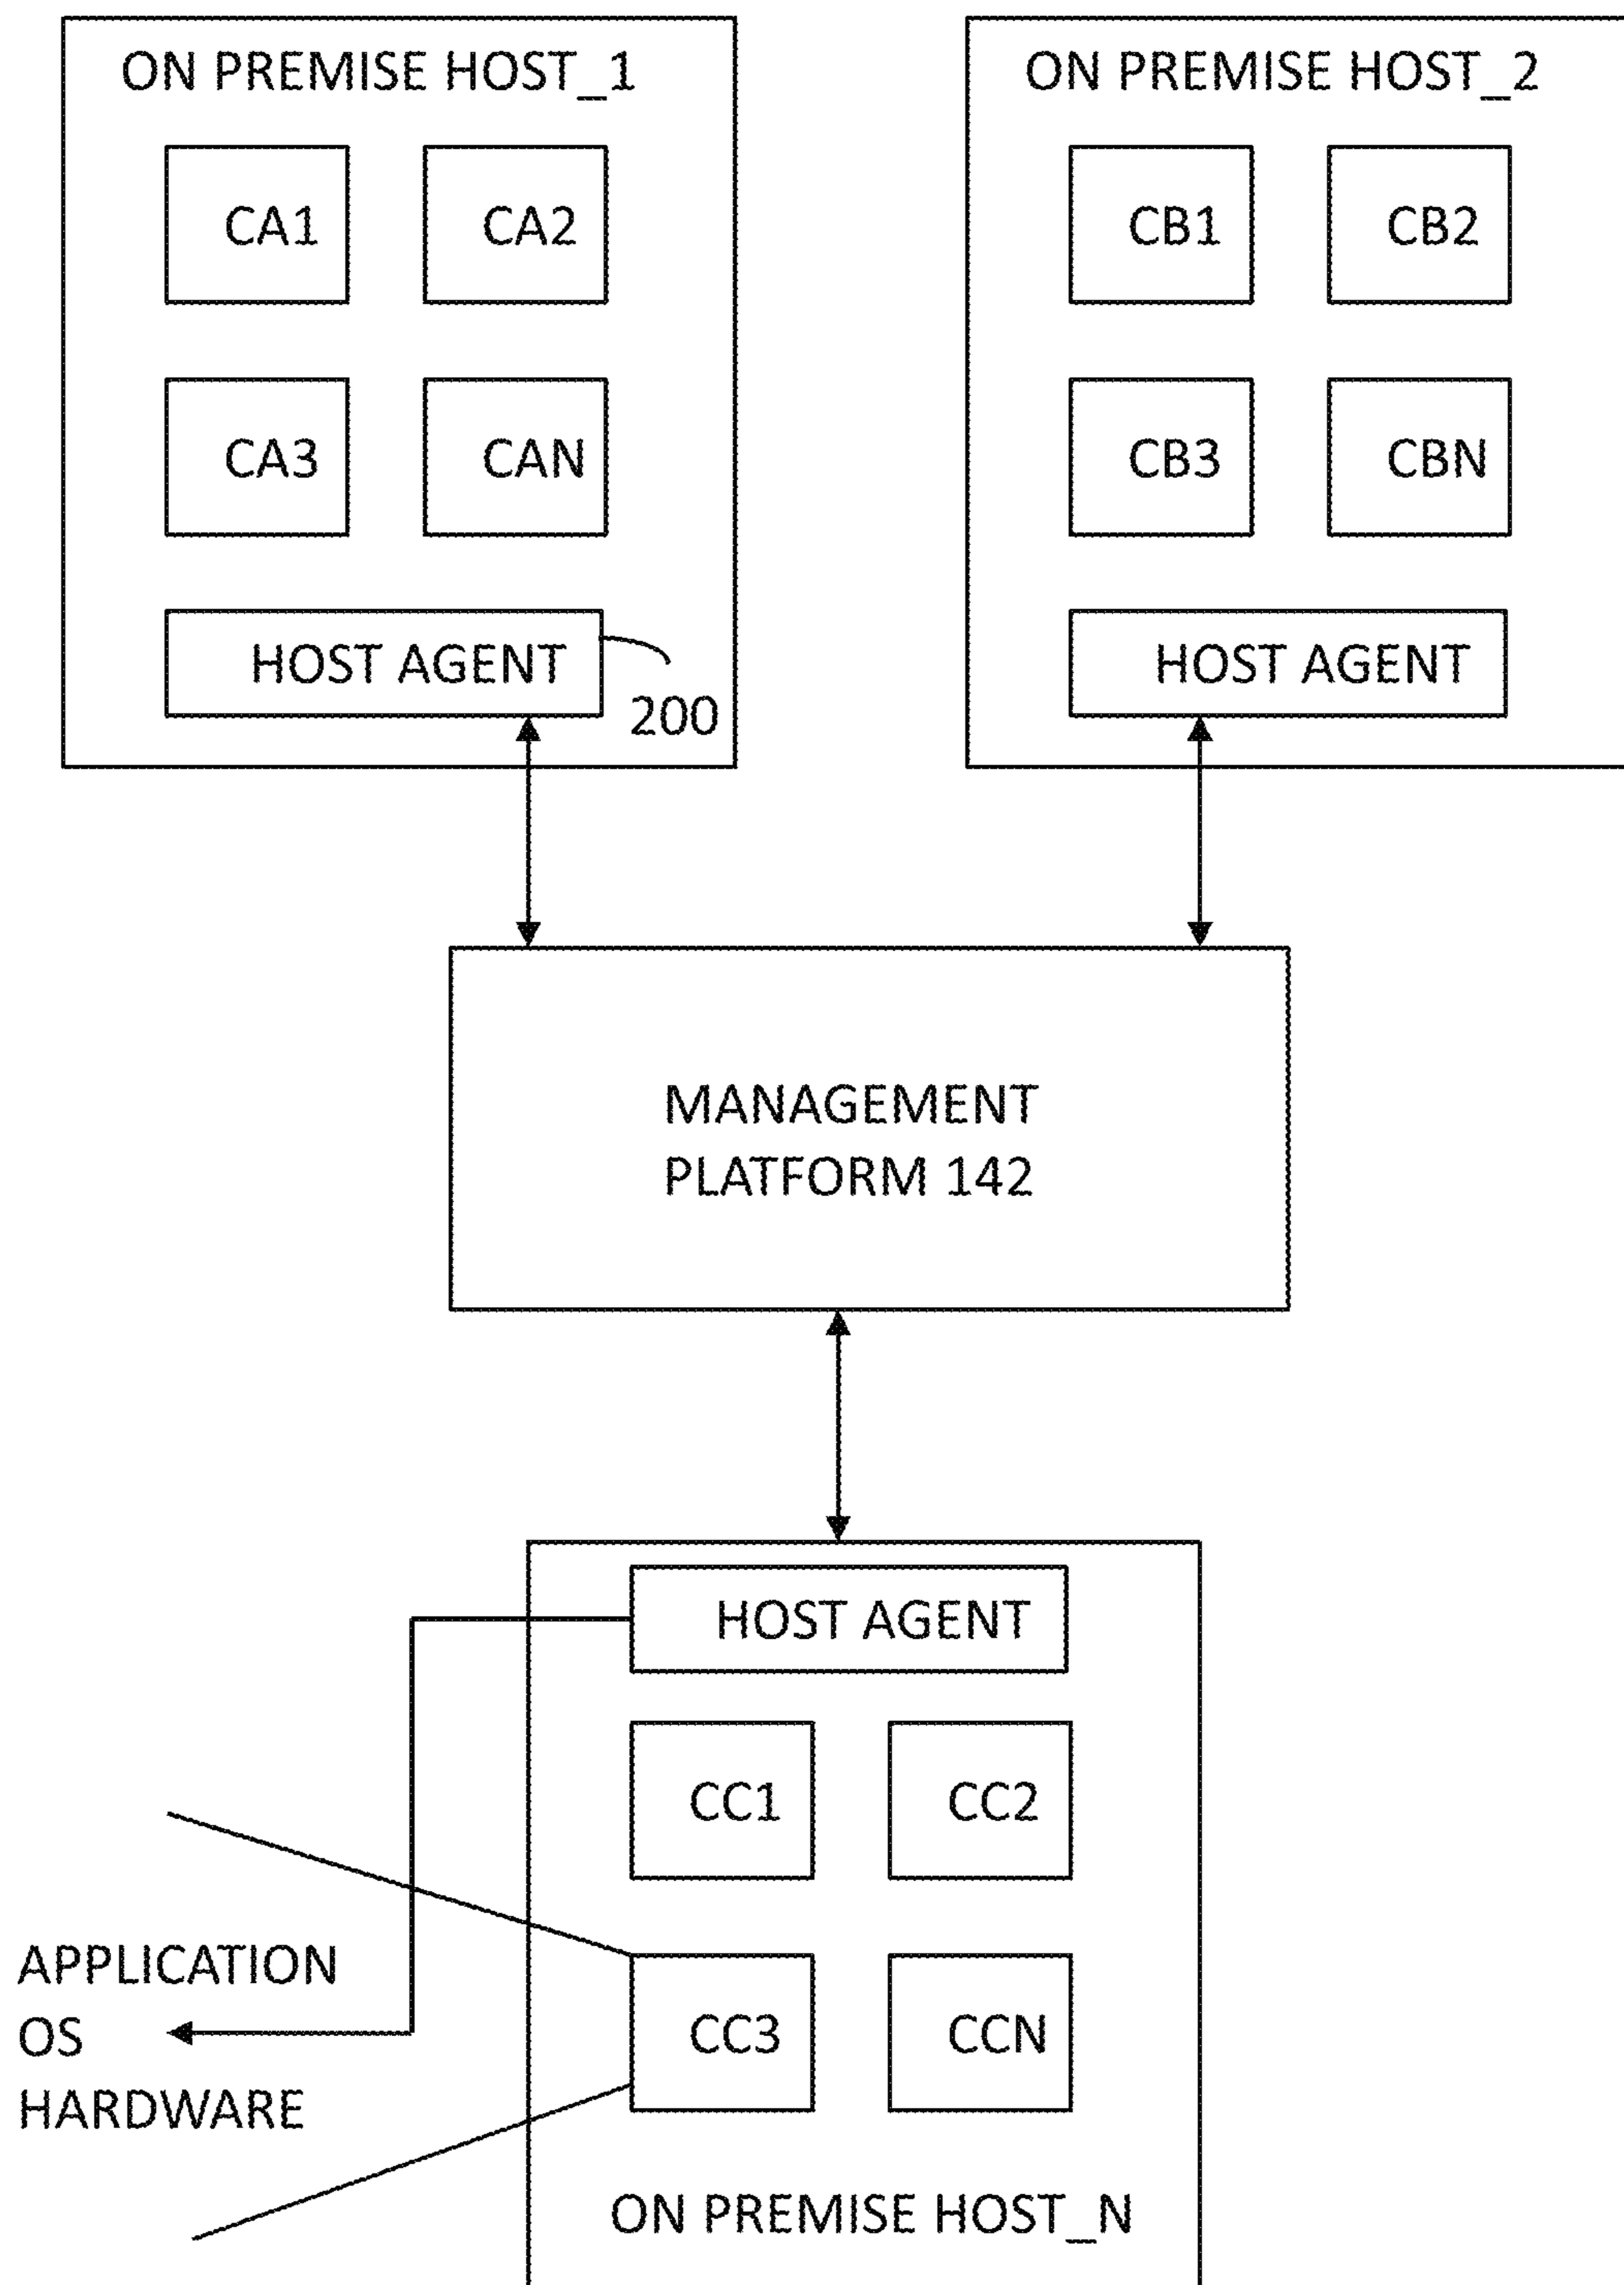 ON PREMISE HOST_1
CA1 CA2
CA3 CAN
HOST AGENT
200
ON PREMISE HOST_2
CB1 CB2
CB3 CBN
HOST AGENT
MANAGEMENT
PLATFORM 142
HOST AGENT
CC1 CC2
CC3 CCN
ON PREMISE HOST_N
APPLICATION
OS
HARDWARE